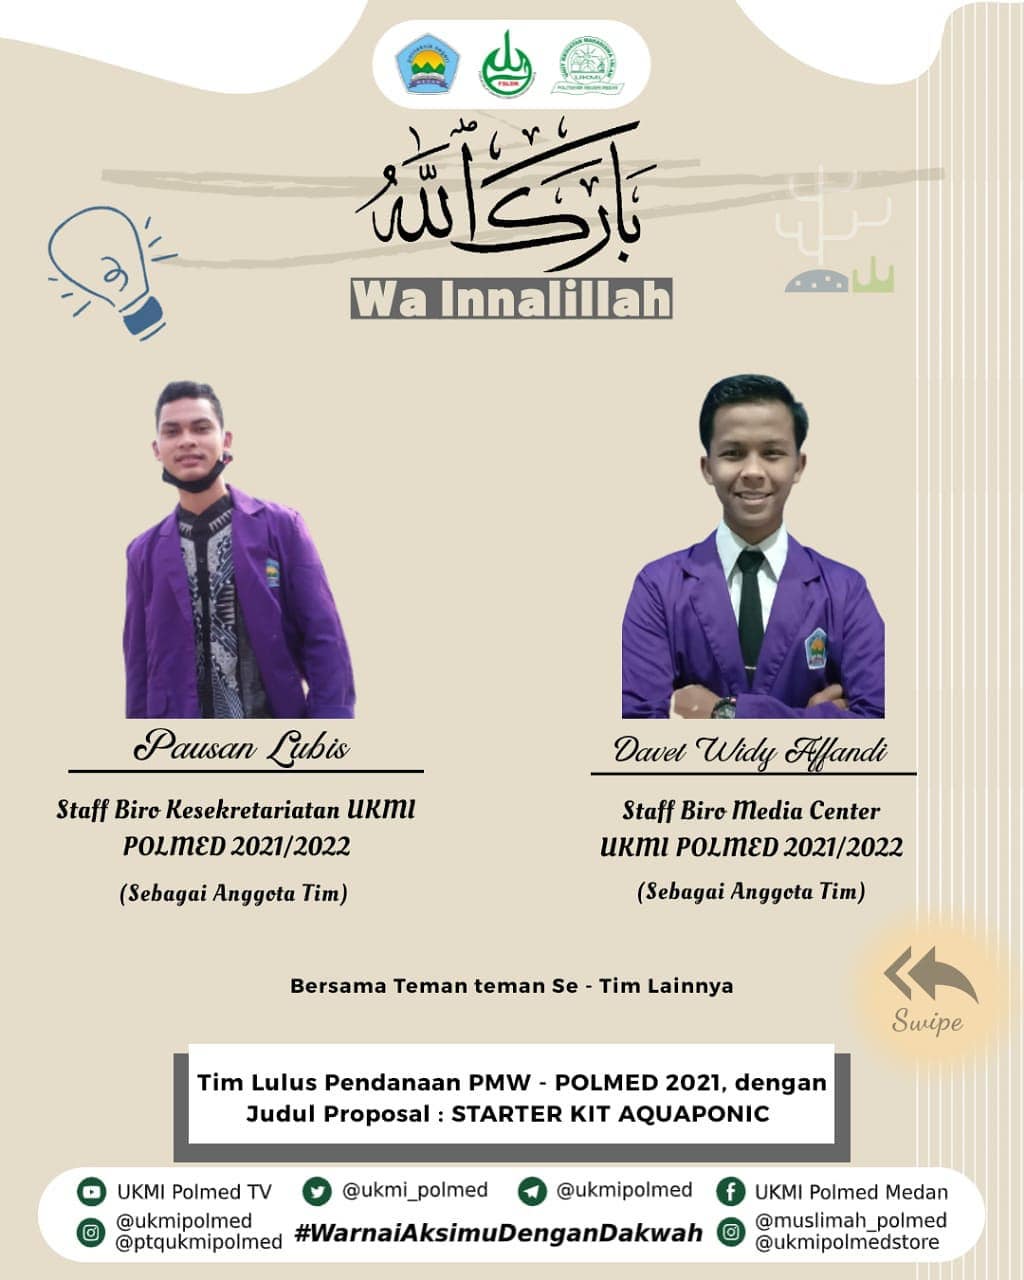 بارك الله
Wa Innalillah
Pausan Lubis
Staff Biro Kesekretariatan UKMI
POLMED 2021/2022
(Sebagai Anggota Tim)
Davet Widy Affandi
Staff Biro Media Center
UKMI POLMED 2021/2022
(Sebagai Anggota Tim)
Bersama Teman teman Se - Tim Lainnya
Swipe
Tim Lulus Pendanaan PMW - POLMED 2021, dengan
Judul Proposal : STARTER KIT AQUAPONIC
UKMI Polmed TV
@ukmi_polmed
@ukmipolmed
UKMI Polmed Medan
@ukmipolmed
@ptqukmipolmed
#WarnaiAksimuDenganDakwah
@muslimah_polmed
@ukmipolmedstore